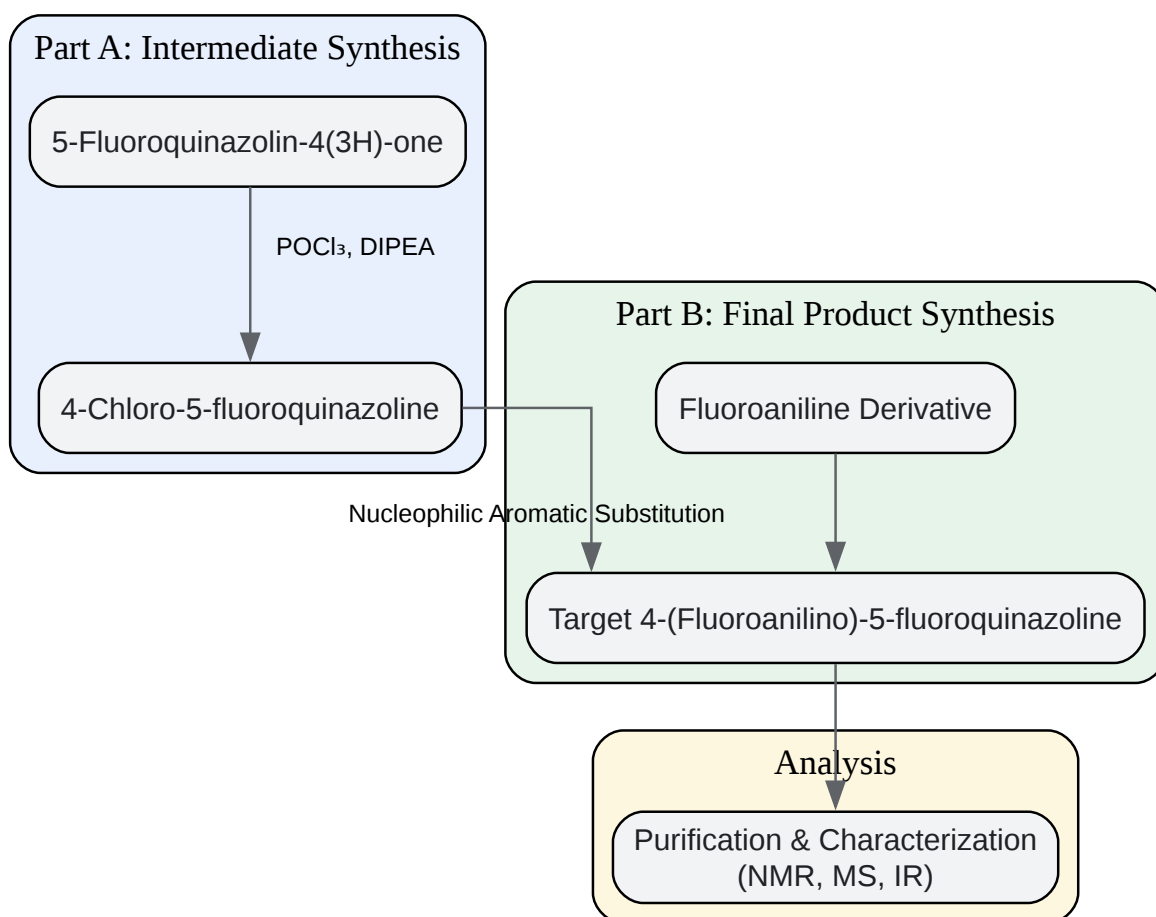 Part A: Intermediate Synthesis
5-Fluoroquinazolin-4(3H)-one
POCl₃, DIPEA
4-Chloro-5-fluoroquinazoline
Part B: Final Product Synthesis
Fluoroaniline Derivative
Nucleophilic Aromatic Substitution
Target 4-(Fluoroanilino)-5-fluoroquinazoline
Analysis
Purification & Characterization
(NMR, MS, IR)